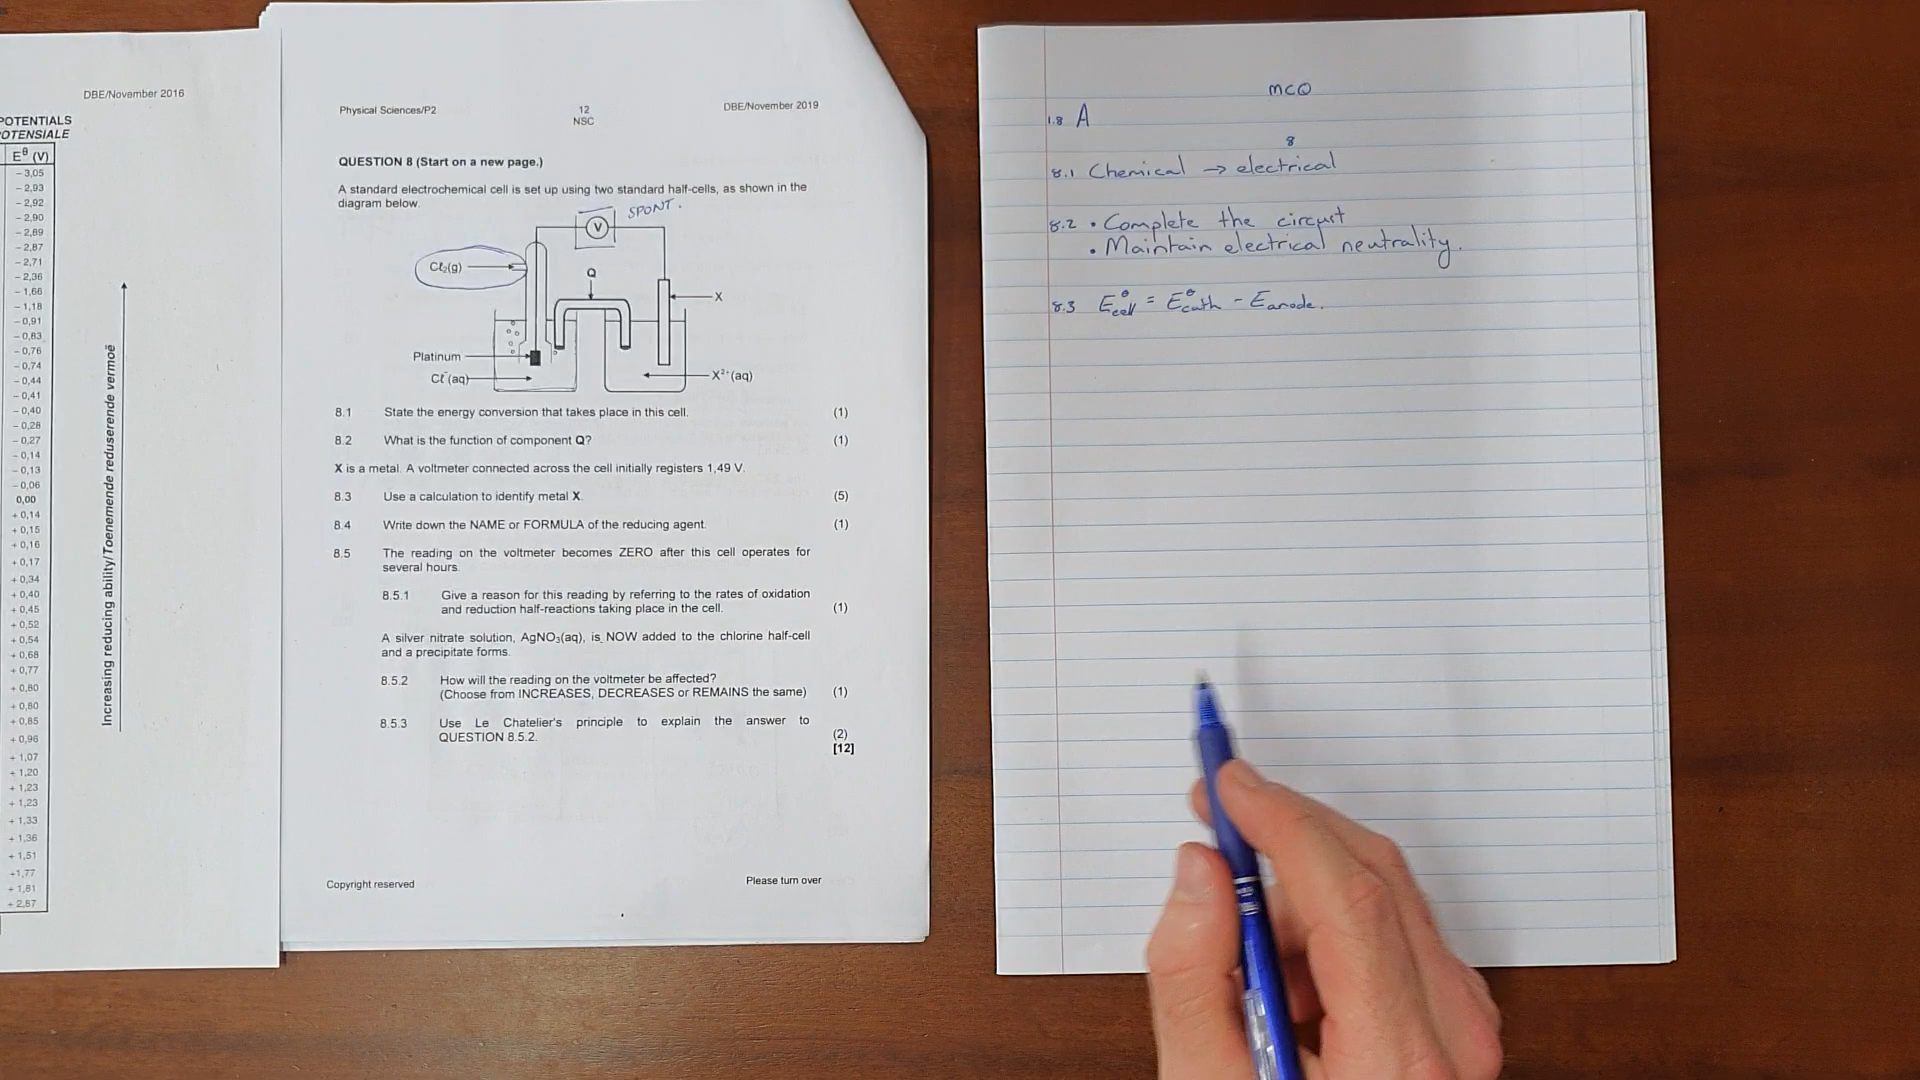 DBE/November 2016
POTENTIALS
OTENSIALE
Eθ (V)
– 3,05
– 2,93
– 2,92
– 2,90
– 2,89
– 2,87
– 2,71
– 2,36
– 1,66
– 1,18
– 0,91
– 0,83
– 0,76
– 0,74
– 0,44
– 0,41
– 0,40
– 0,28
– 0,27
– 0,14
– 0,13
– 0,06
0,00
+ 0,14
+ 0,15
+ 0,16
+ 0,17
+ 0,34
+ 0,40
+ 0,45
+ 0,52
+ 0,54
+ 0,68
+ 0,77
+ 0,80
+ 0,80
+ 0,85
+ 0,96
+ 1,07
+ 1,20
+ 1,23
+ 1,23
+ 1,33
+ 1,36
+ 1,51
+1,77
+ 1,81
+ 2,87
Increasing reducing ability/Toenemende reduserende vermoë
Physical Sciences/P2
12
NSC
DBE/November 2019
QUESTION 8 (Start on a new page.)
A standard electrochemical cell is set up using two standard half-cells, as shown in the
diagram below.
SPONT.
V
Cℓ2(g)
Q
X
Platinum
Cℓ-(aq)
X2+(aq)
8.1 State the energy conversion that takes place in this cell. (1)
8.2 What is the function of component Q? (1)
X is a metal. A voltmeter connected across the cell initially registers 1,49 V.
8.3 Use a calculation to identify metal X. (5)
8.4 Write down the NAME or FORMULA of the reducing agent. (1)
8.5 The reading on the voltmeter becomes ZERO after this cell operates for
several hours.
8.5.1 Give a reason for this reading by referring to the rates of oxidation
and reduction half-reactions taking place in the cell. (1)
A silver nitrate solution, AgNO3(aq), is NOW added to the chlorine half-cell
and a precipitate forms.
8.5.2 How will the reading on the voltmeter be affected?
(Choose from INCREASES, DECREASES or REMAINS the same) (1)
8.5.3 Use Le Chatelier's principle to explain the answer to
QUESTION 8.5.2. (2)
[12]
Copyright reserved
Please turn over
MCQ
1.8 A
8
8.1 Chemical → electrical
8.2 • Complete the circuit
• Maintain electrical neutrality.
8.3 Eθcell = Eθcath - Eanode.